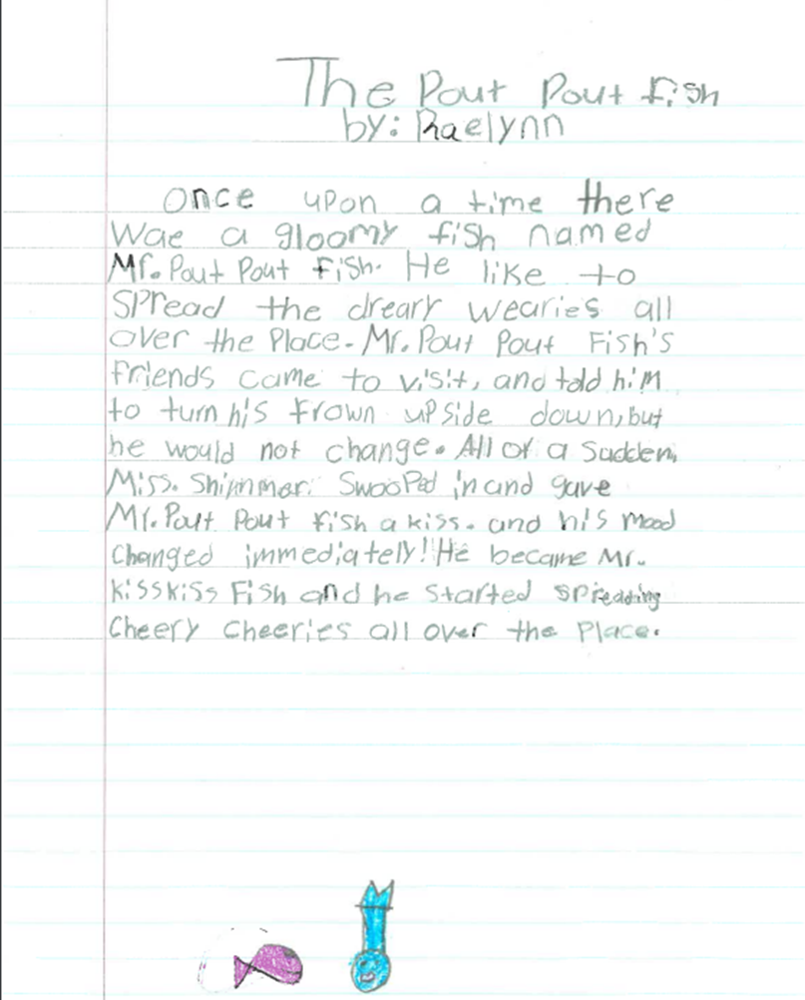 The Pout Pout fish
by: Raelynn
Once upon a time there
Wae a gloomy fish named
Mr. Pout Pout Fish. He like to
spread the dreary wearies all
over the Place. Mr. Pout Pout Fish's
friends came to visit, and told him
to turn his frown upside down, but
he would not change. All of a Sudden,
Miss. Shimmer. Swooped in and gave
Mr. Pout Pout fish a kiss. and his mood
changed immediately! He became Mr.
kisskiss Fish and he started spreading
Cheery Cheeries all over the Place.